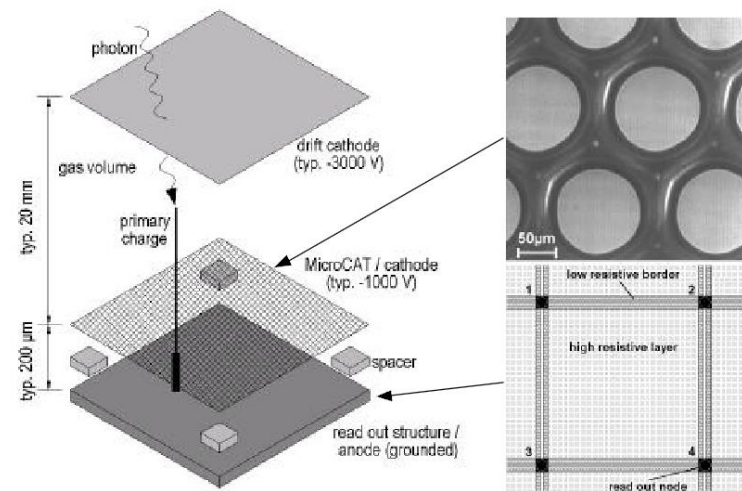 photon
drift cathode
(typ. -3000 V)
gas volume
typ. 20 mm
primary
charge
MicroCAT / cathode
(typ. -1000 V)
typ. 200 µm
spacer
read out structure /
anode (grounded)
50µm
1
low resistive border
2
high resistive layer
3
4
read out node